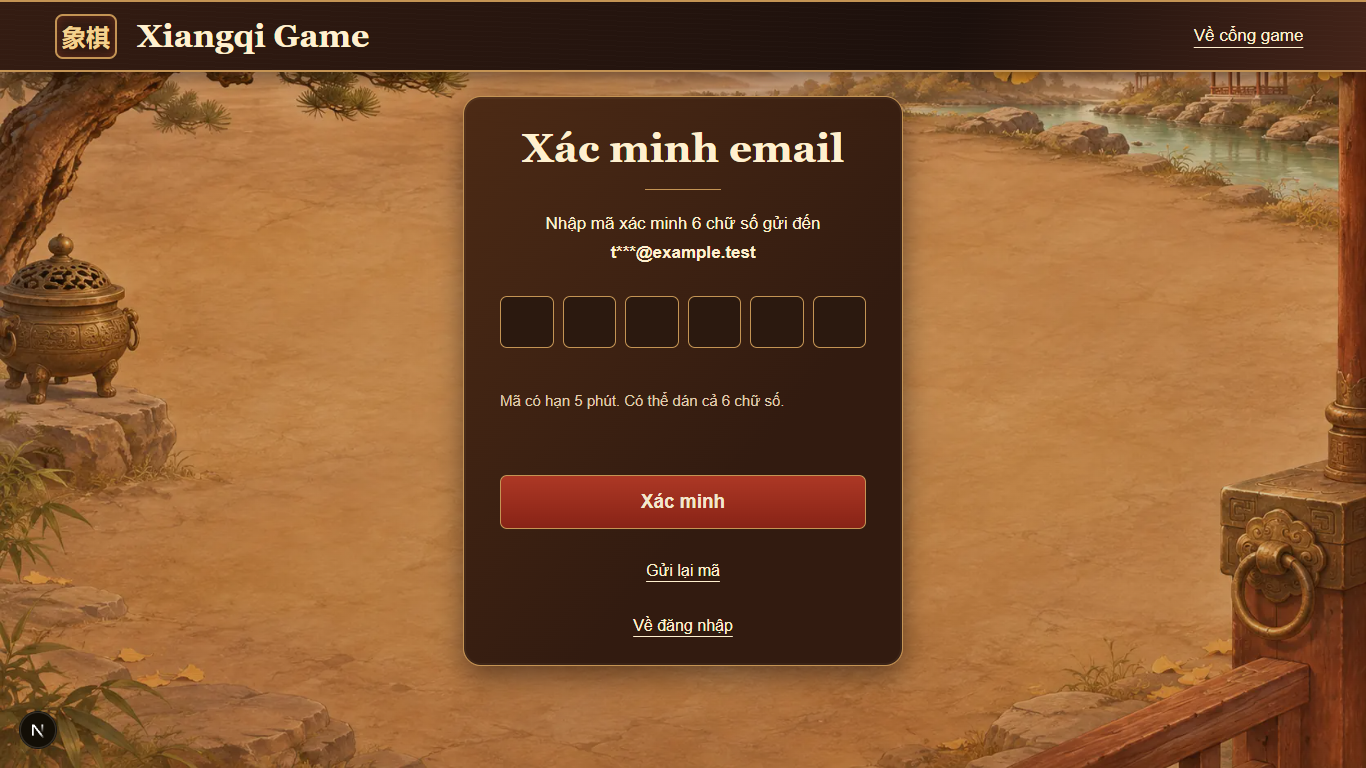 象棋
Xiangqi Game
Về cổng game
Xác minh email
Nhập mã xác minh 6 chữ số gửi đến
t***@example.test
Mã có hạn 5 phút. Có thể dán cả 6 chữ số.
Xác minh
Gửi lại mã
Về đăng nhập
N